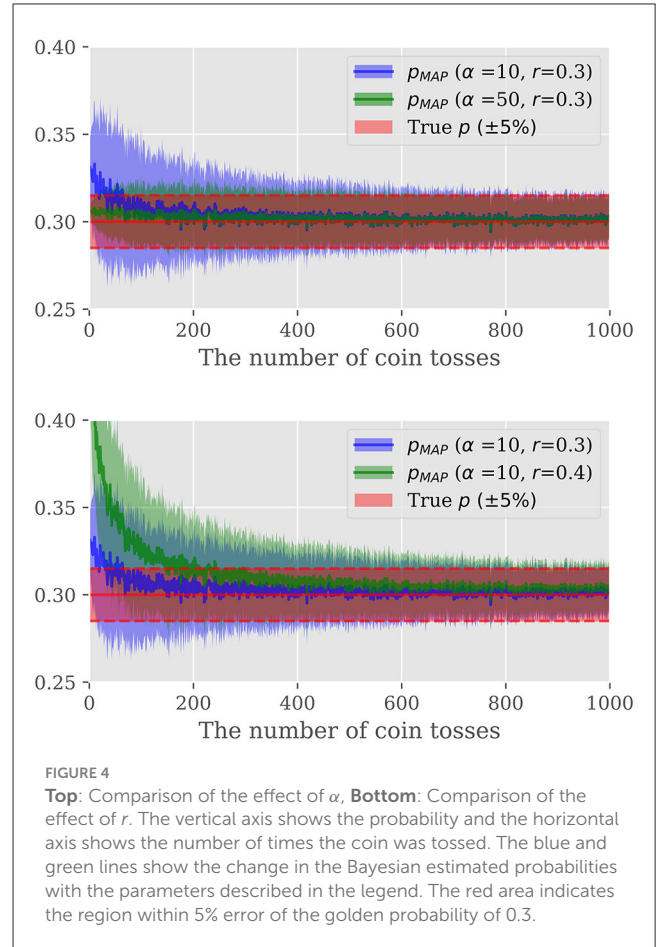 0.40
0.35
0.30
0.25
p_MAP (α =10, r=0.3)
p_MAP (α =50, r=0.3)
True p (±5%)
0 200 400 600 800 1000
The number of coin tosses
0.40
0.35
0.30
0.25
p_MAP (α =10, r=0.3)
p_MAP (α =10, r=0.4)
True p (±5%)
0 200 400 600 800 1000
The number of coin tosses
FIGURE 4
Top: Comparison of the effect of α, Bottom: Comparison of the
effect of r. The vertical axis shows the probability and the horizontal
axis shows the number of times the coin was tossed. The blue and
green lines show the change in the Bayesian estimated probabilities
with the parameters described in the legend. The red area indicates
the region within 5% error of the golden probability of 0.3.